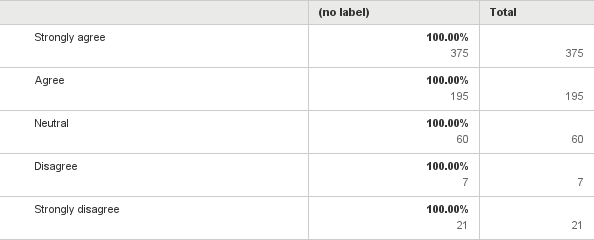 (no label) Total
Strongly agree 100.00%
375 375
Agree 100.00%
195 195
Neutral 100.00%
60 60
Disagree 100.00%
7 7
Strongly disagree 100.00%
21 21